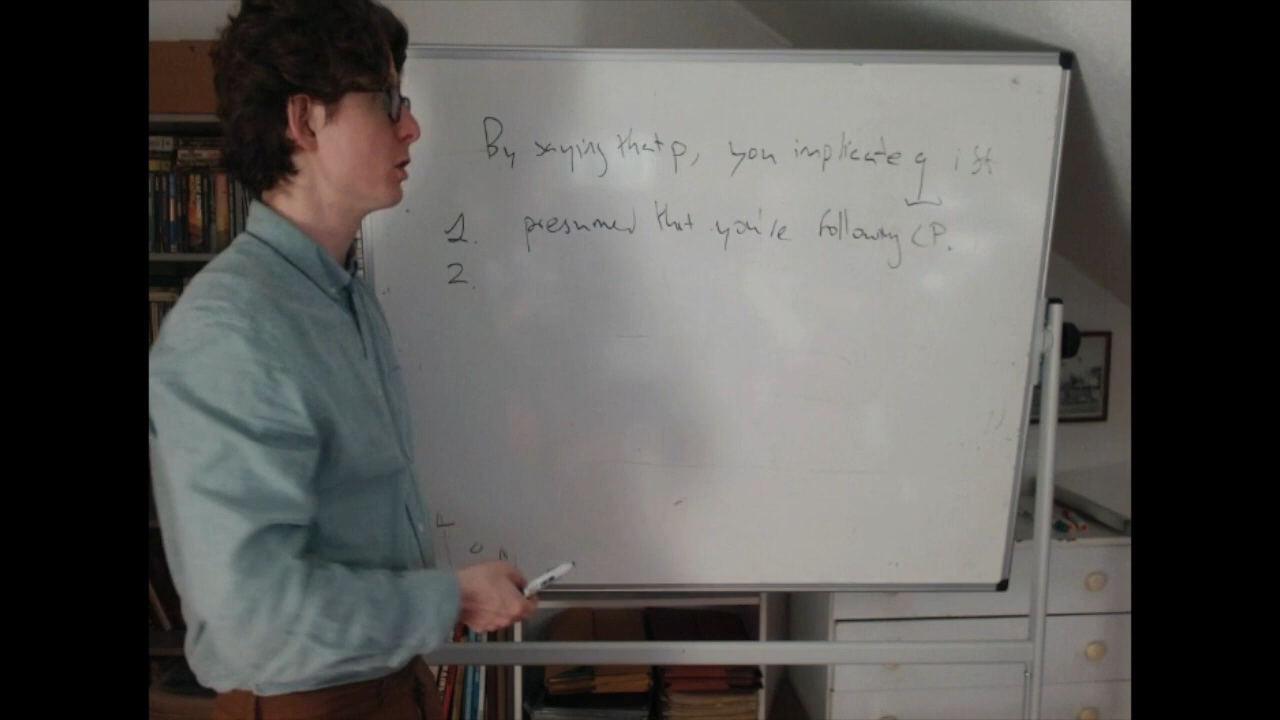 By saying that p, you implicate q iff
1. presumed that you're following CP.
2.